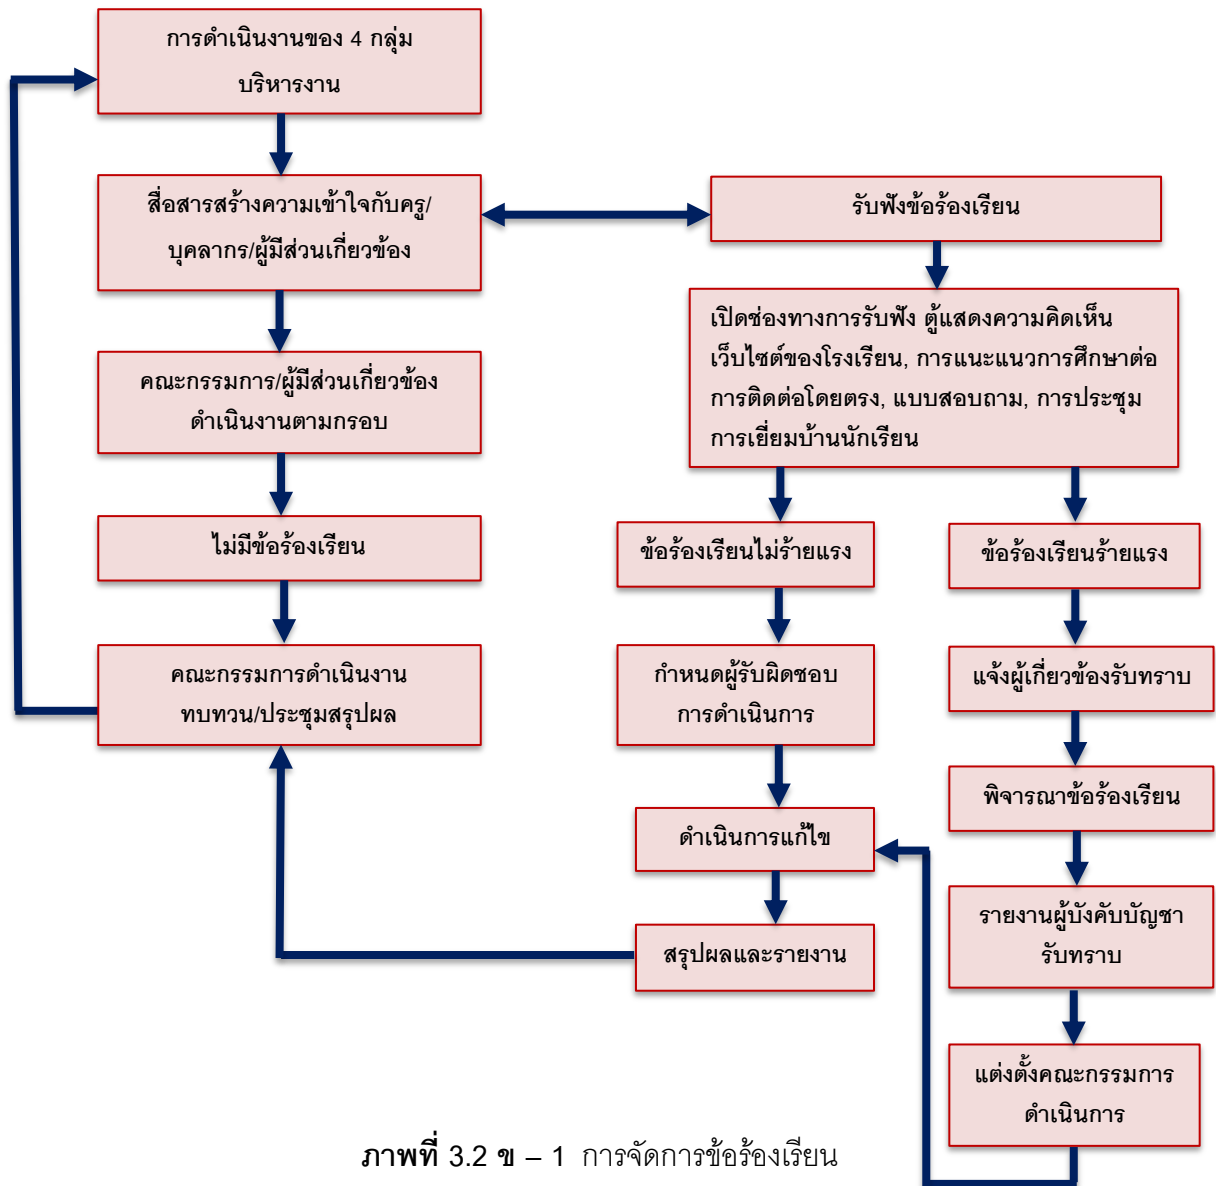 การดำเนินงานของ 4 กลุ่ม
บริหารงาน
สื่อสารสร้างความเข้าใจกับครู/
บุคลากร/ผู้มีส่วนเกี่ยวข้อง
รับฟังข้อร้องเรียน
เปิดช่องทางการรับฟัง ตู้แสดงความคิดเห็น
เว็บไซต์ของโรงเรียน, การแนะแนวการศึกษาต่อ
การติดต่อโดยตรง, แบบสอบถาม, การประชุม
การเยี่ยมบ้านนักเรียน
คณะกรรมการ/ผู้มีส่วนเกี่ยวข้อง
ดำเนินงานตามกรอบ
ไม่มีข้อร้องเรียน
ข้อร้องเรียนไม่ร้ายแรง
ข้อร้องเรียนร้ายแรง
คณะกรรมการดำเนินงาน
ทบทวน/ประชุมสรุปผล
กำหนดผู้รับผิดชอบ
การดำเนินการ
แจ้งผู้เกี่ยวข้องรับทราบ
พิจารณาข้อร้องเรียน
ดำเนินการแก้ไข
รายงานผู้บังคับบัญชา
รับทราบ
สรุปผลและรายงาน
แต่งตั้งคณะกรรมการ
ดำเนินการ
ภาพที่ 3.2 ข – 1 การจัดการข้อร้องเรียน